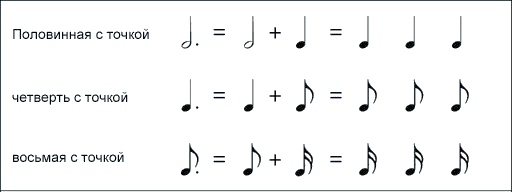 Половинная с точкой = + =
четверть с точкой = + =
восьмая с точкой = + =